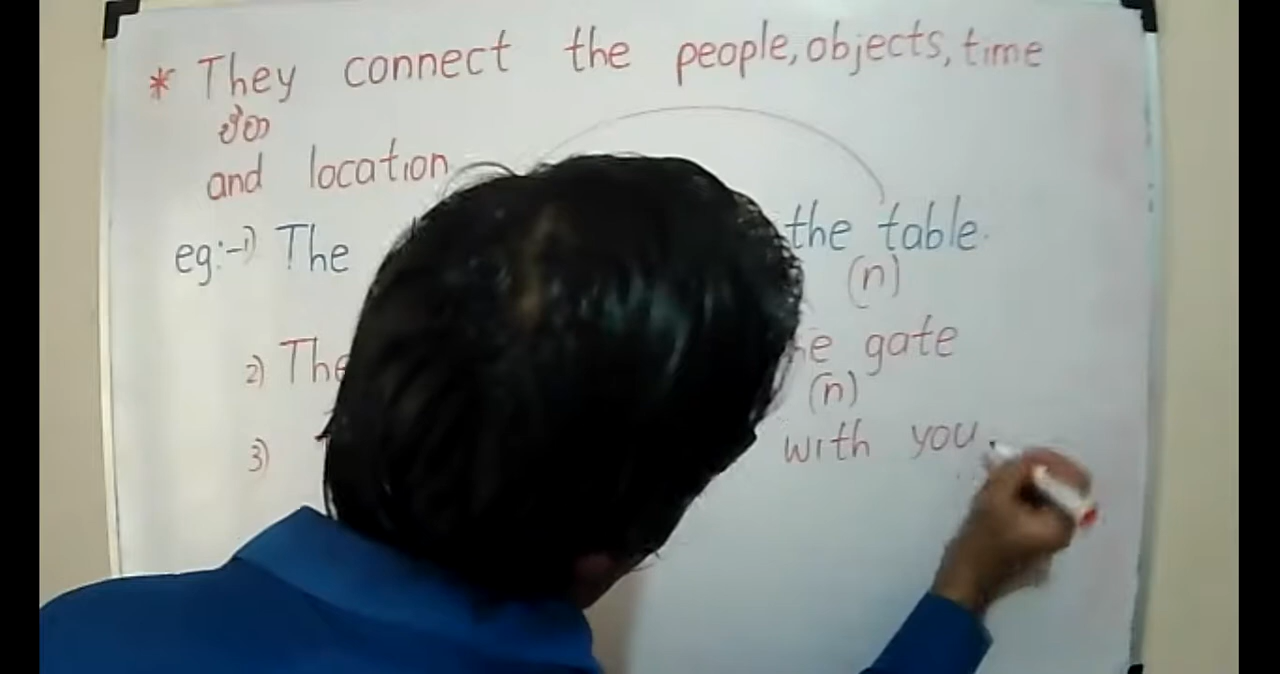 * They connect the people, objects, time
and location
eg:-1) The the table.
(n)
2) The gate
(n)
3) with you.